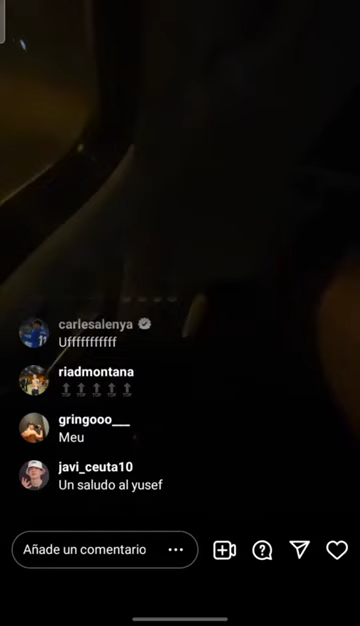 carlesalenya
Ufffffffffff
riadmontana
🔝🔝🔝🔝🔝
gringooo___
Meu
javi_ceuta10
Un saludo al yusef
Añade un comentario